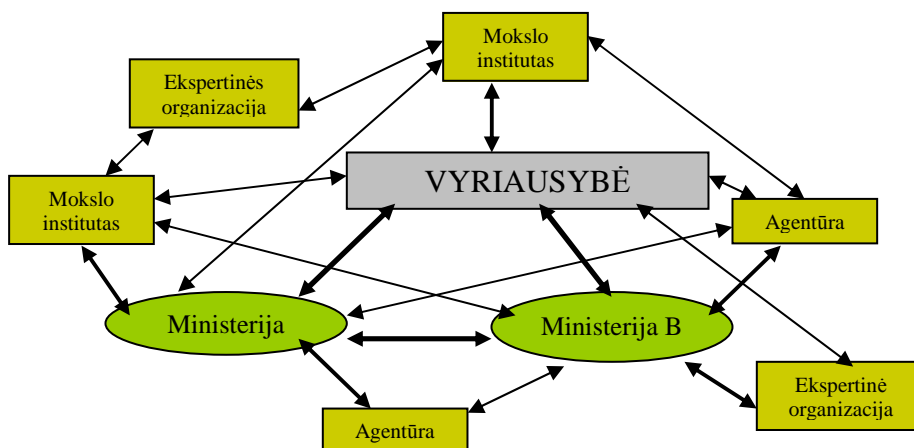 Mokslo
institutas
Ekspertinės
organizacija
VYRIAUSYBĖ
Mokslo
institutas
Agentūra
Ministerija
Ministerija B
Ekspertinė
organizacija
Agentūra